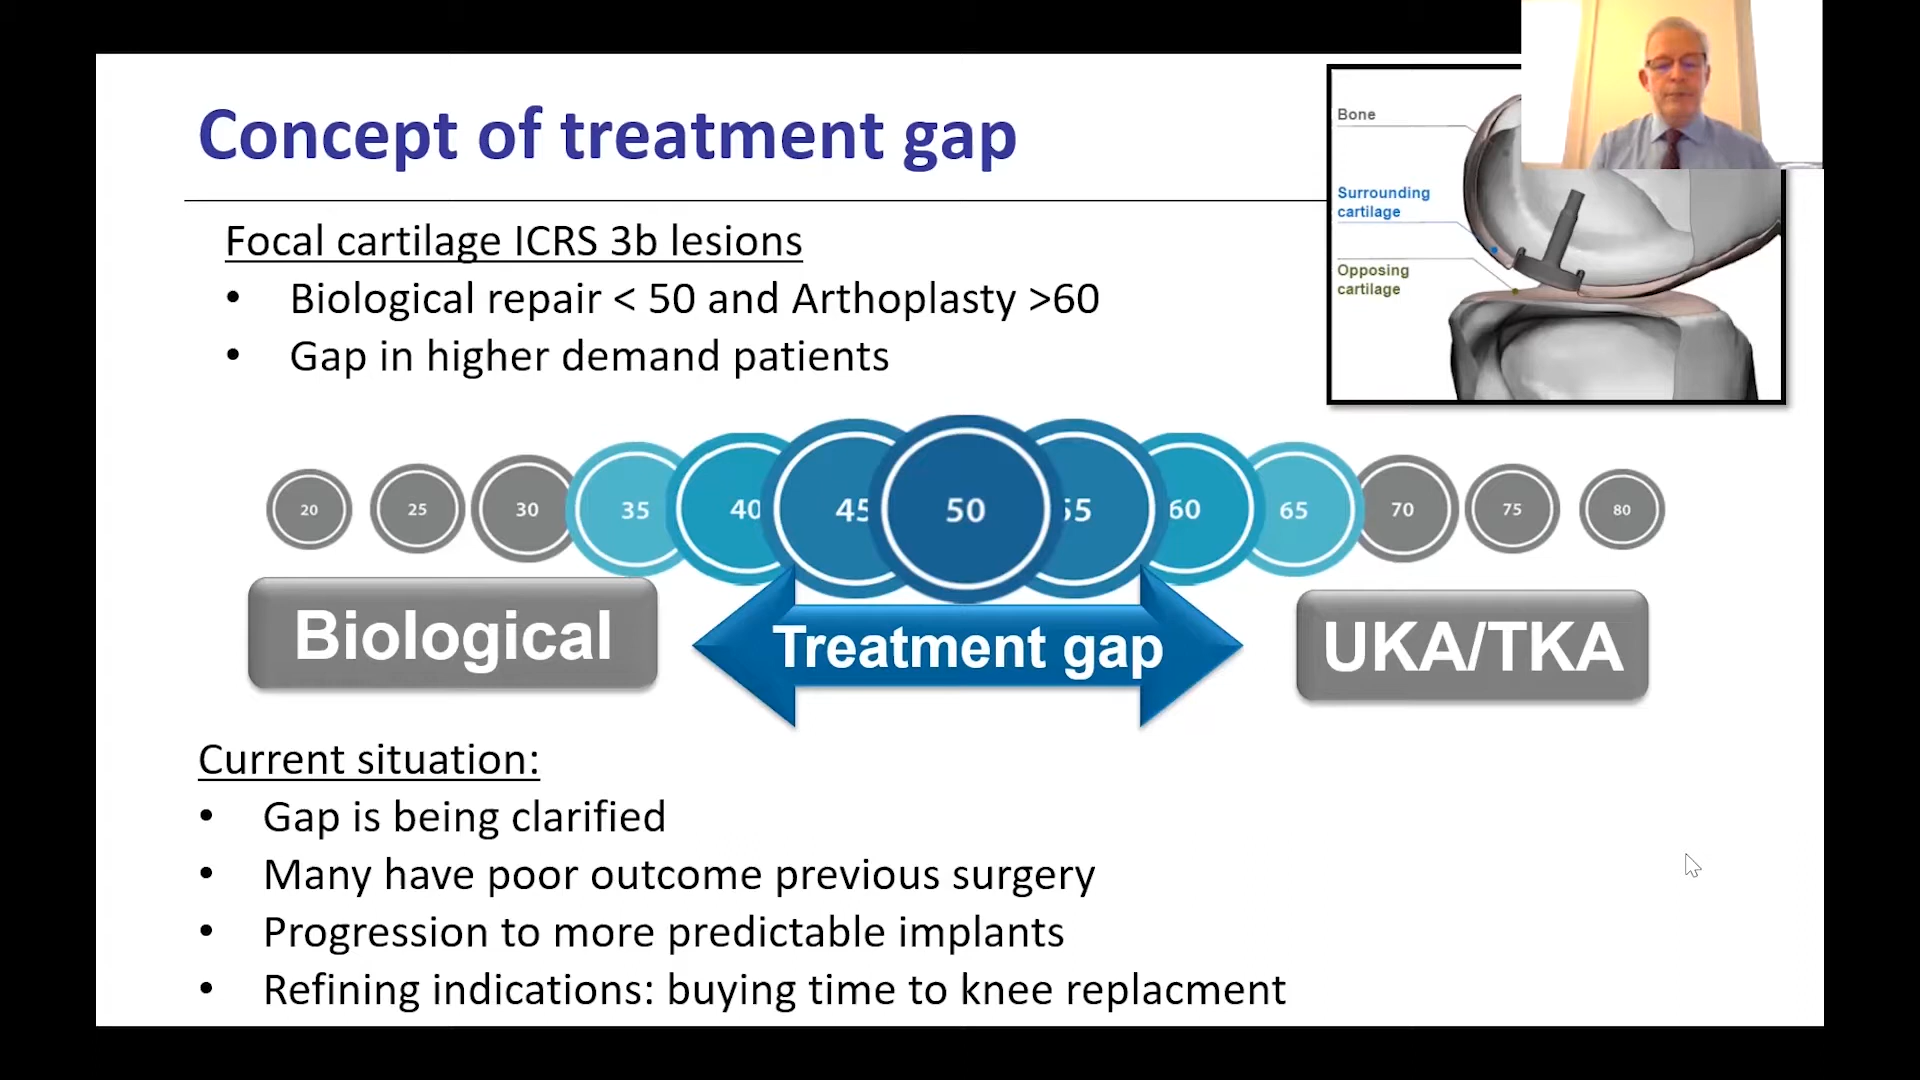 Concept of treatment gap
Bone
Surrounding
cartilage
Opposing
cartilage
Focal cartilage ICRS 3b lesions
• Biological repair < 50 and Arthoplasty >60
• Gap in higher demand patients
20 25 30 35 40 45 50 55 60 65 70 75 80
Biological
Treatment gap
UKA/TKA
Current situation:
• Gap is being clarified
• Many have poor outcome previous surgery
• Progression to more predictable implants
• Refining indications: buying time to knee replacment